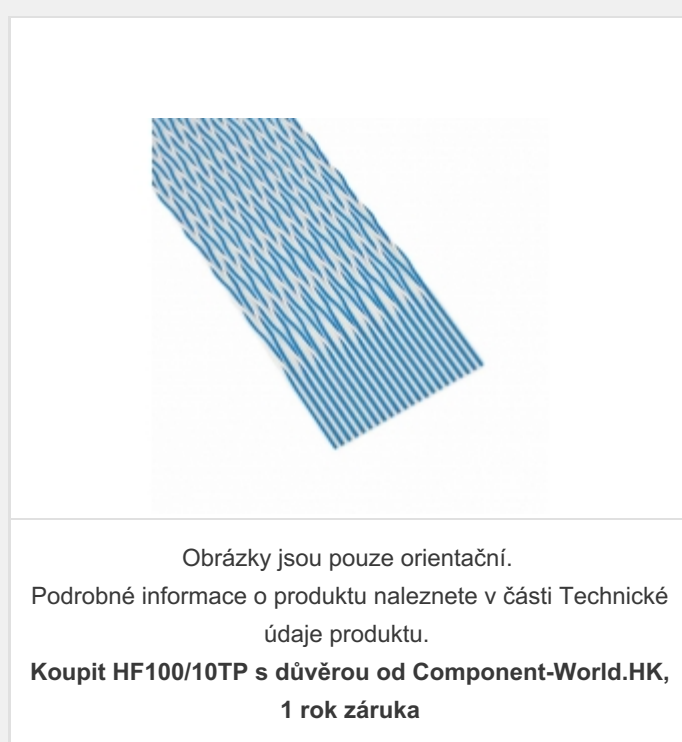 Obrázky jsou pouze orientační.
Podrobné informace o produktu naleznete v části Technické
údaje produktu.
Koupit HF100/10TP s důvěrou od Component-World.HK,
1 rok záruka